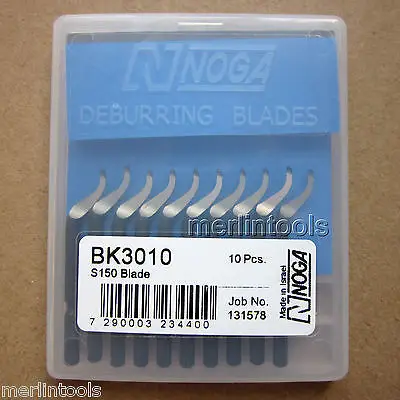 NOGA
DEBURRING BLADES
merlintools
BK3010
10 Pcs.
S150 Blade
Job No.
131578
7 290003 234400
Made in Israel
NOGA
merlintools